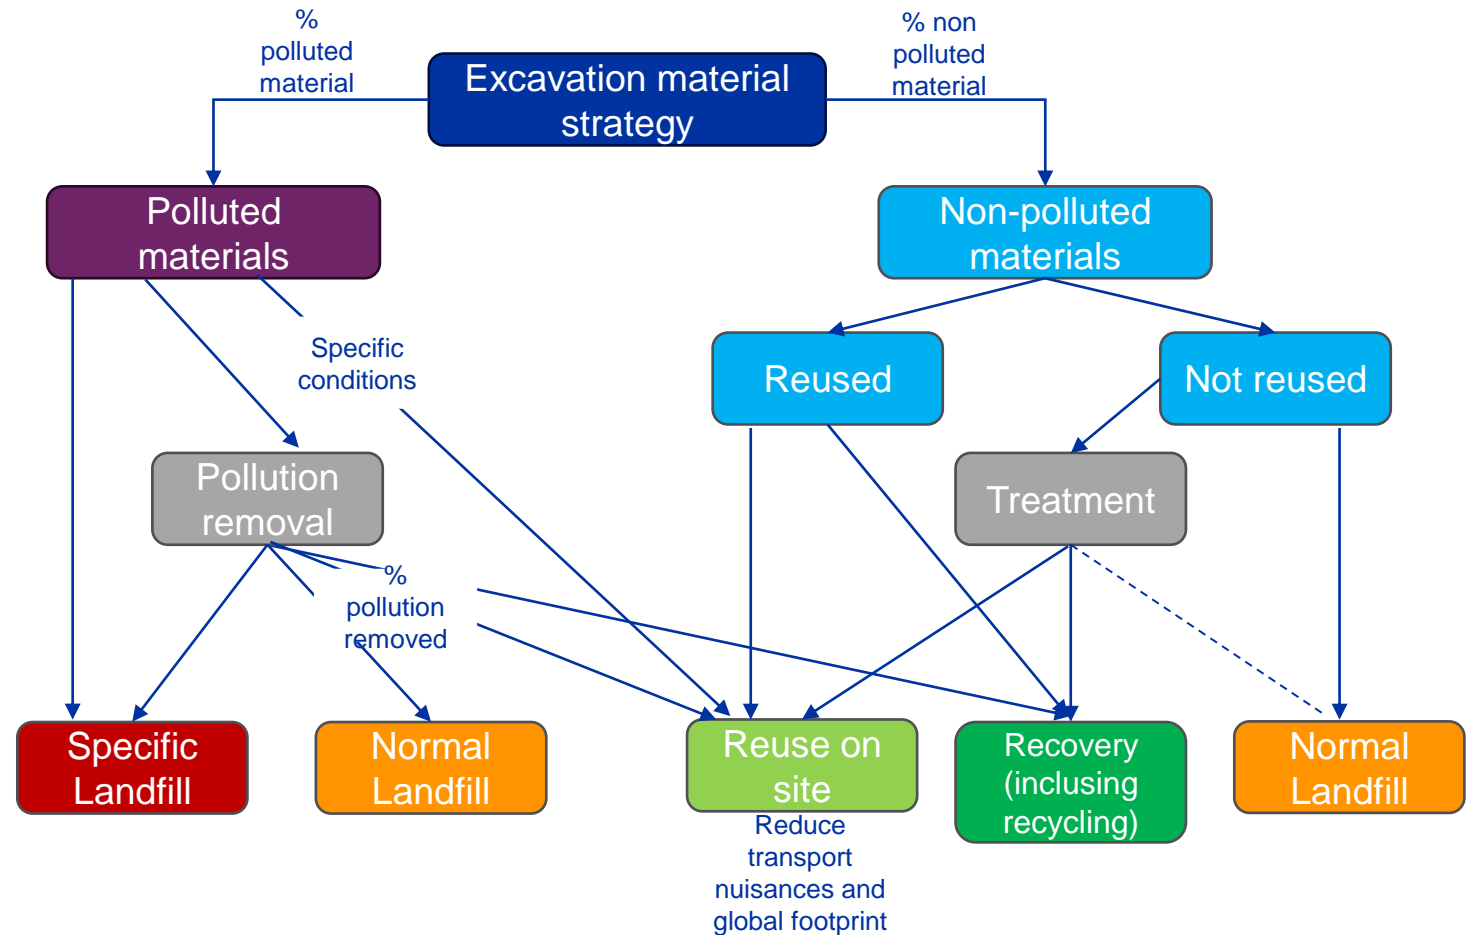 %
polluted
material
% non
polluted
material
Excavation material
strategy
Polluted
materials
Non-polluted
materials
Specific
conditions
Reused
Not reused
Pollution
removal
Treatment
%
pollution
removed
Specific
Landfill
Normal
Landfill
Reuse on
site
Recovery
(inclusing
recycling)
Normal
Landfill
Reduce
transport
nuisances and
global footprint